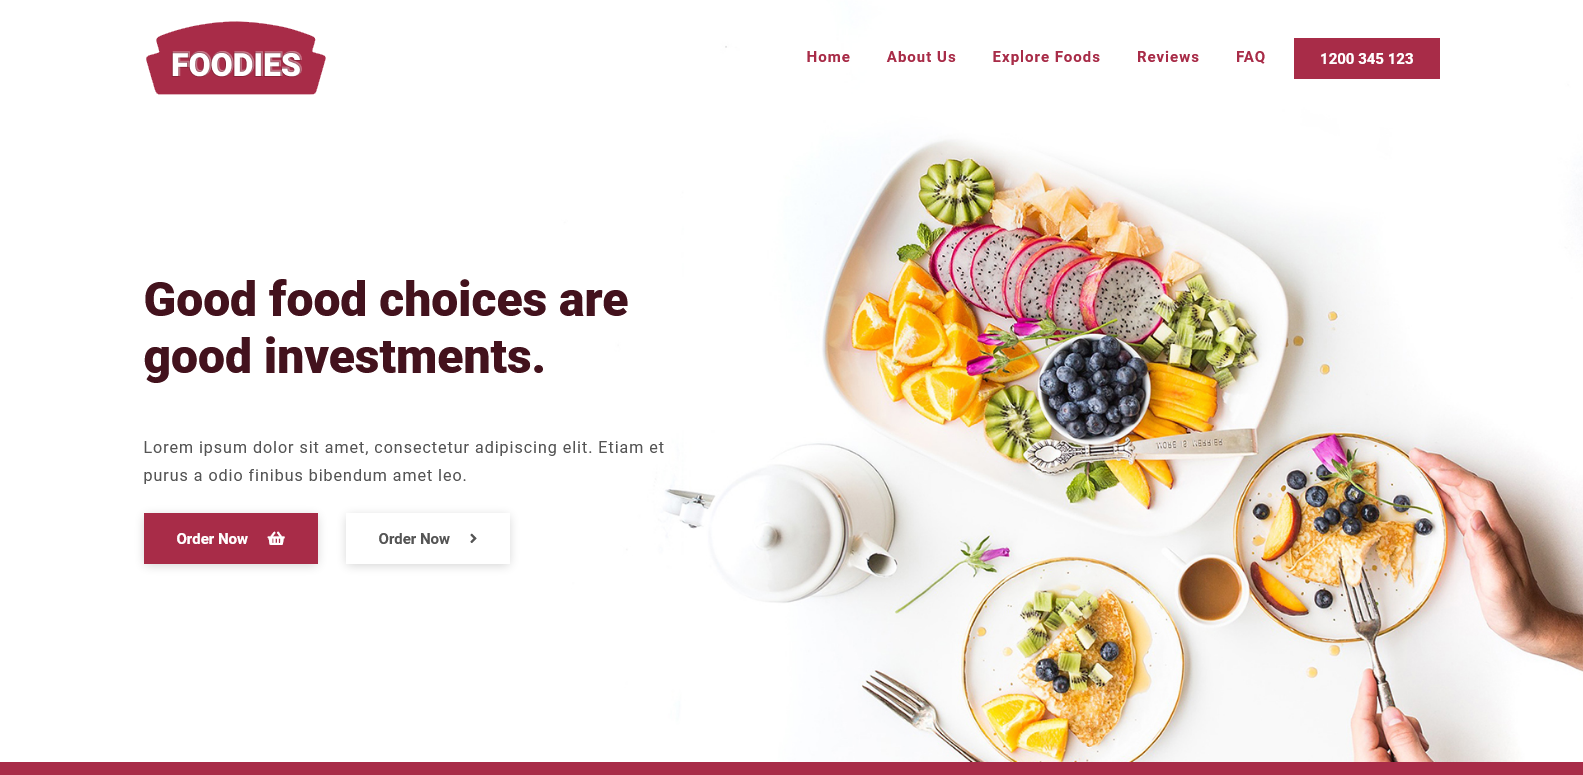 FOODIES
Home About Us Explore Foods Reviews FAQ 1200 345 123
Good food choices are
good investments.
Lorem ipsum dolor sit amet, consectetur adipiscing elit. Etiam et
purus a odio finibus bibendum amet leo.
Order Now Order Now